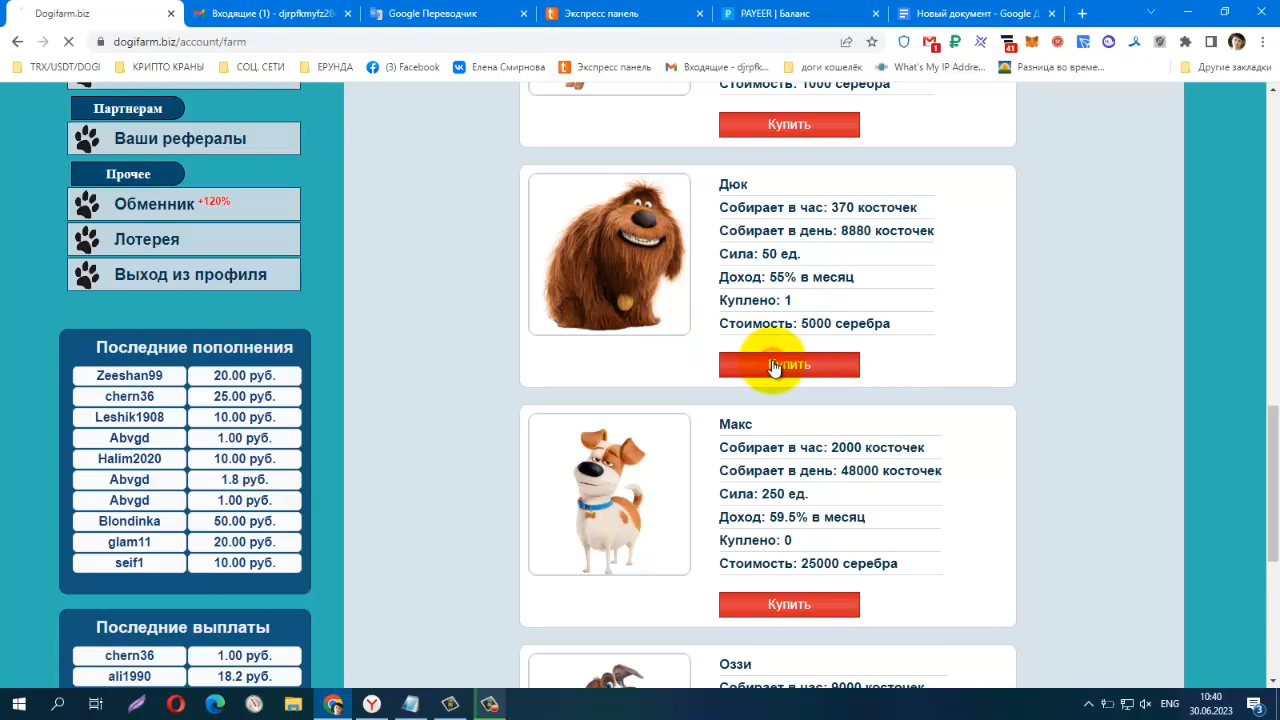 Dogifarm.biz
Входящие (1) - djrpfkmyfz28
Google Переводчик
Экспресс панель
PAYEER | Баланс
Новый документ - Google Д
dogifarm.biz/account/farm
1
41
TRX/USDT/DOGI
КРИПТО КРАНЫ
СОЦ. СЕТИ
ЕРУНДА
(3) Facebook
Елена Смирнова
Экспресс панель
Входящие - djrpfk...
доги кошелёк
What's My IP Addre...
Разница во време...
Другие закладки
Партнерам
Ваши рефералы
Прочее
Обменник +120%
Лотерея
Выход из профиля
Последние пополнения
Zeeshan99 20.00 руб.
chern36 25.00 руб.
Leshik1908 10.00 руб.
Abvgd 1.00 руб.
Halim2020 10.00 руб.
Abvgd 1.8 руб.
Abvgd 1.00 руб.
Blondinka 50.00 руб.
glam11 20.00 руб.
seif1 10.00 руб.
Последние выплаты
chern36 1.00 руб.
ali1990 18.2 руб.
Стоимость: 1000 серебра
Купить
Дюк
Собирает в час: 370 косточек
Собирает в день: 8880 косточек
Сила: 50 ед.
Доход: 55% в месяц
Куплено: 1
Стоимость: 5000 серебра
Купить
Макс
Собирает в час: 2000 косточек
Собирает в день: 48000 косточек
Сила: 250 ед.
Доход: 59.5% в месяц
Куплено: 0
Стоимость: 25000 серебра
Купить
Оззи
Собирает в час: 9000 косточек
ENG
10:40
30.06.2023
3